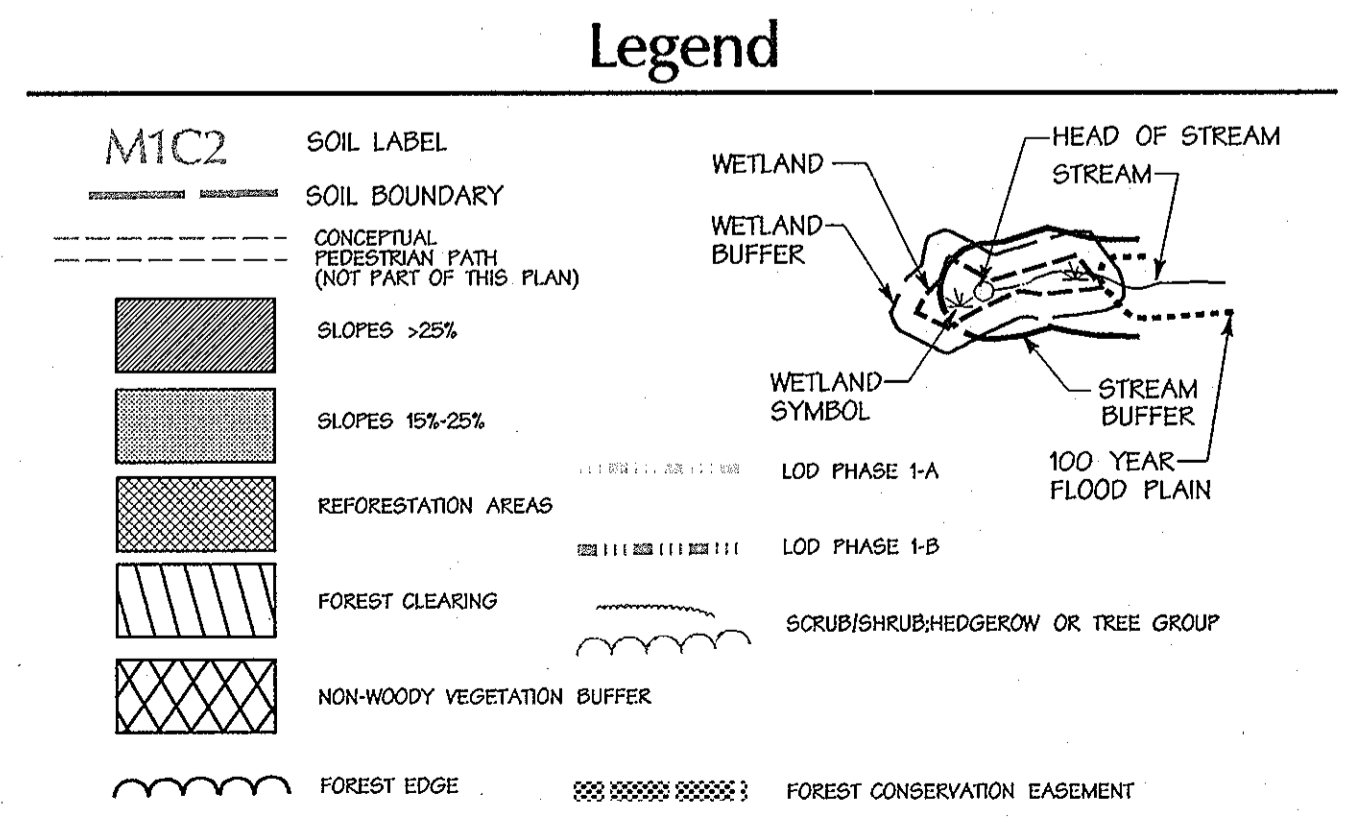 Legend
M1C2
SOIL LABEL
SOIL BOUNDARY
CONCEPTUAL
PEDESTRIAN PATH
(NOT PART OF THIS PLAN)
SLOPES >25%
SLOPES 15%-25%
REFORESTATION AREAS
FOREST CLEARING
NON-WOODY VEGETATION BUFFER
FOREST EDGE
WETLAND
WETLAND
BUFFER
HEAD OF STREAM
STREAM
WETLAND
SYMBOL
STREAM
BUFFER
100 YEAR
FLOOD PLAIN
LOD PHASE 1-A
LOD PHASE 1-B
SCRUB/SHRUB;HEDGEROW OR TREE GROUP
FOREST CONSERVATION EASEMENT